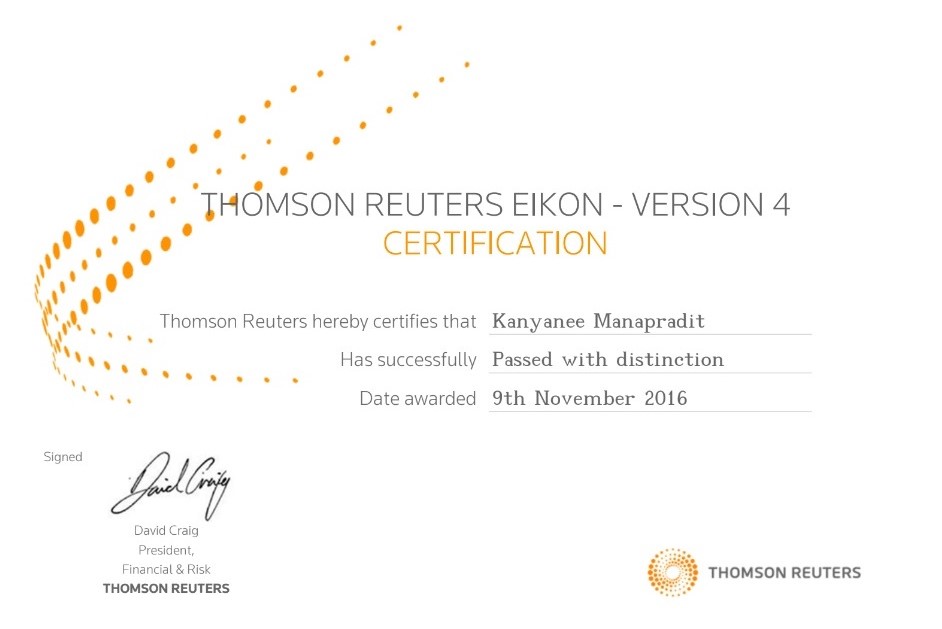 THOMSON REUTERS EIKON - VERSION 4
CERTIFICATION
Thomson Reuters hereby certifies that Kanyanee Manapradit
Has successfully Passed with distinction
Date awarded 9th November 2016
Signed
David Craig
David Craig
President,
Financial & Risk
THOMSON REUTERS
THOMSON REUTERS